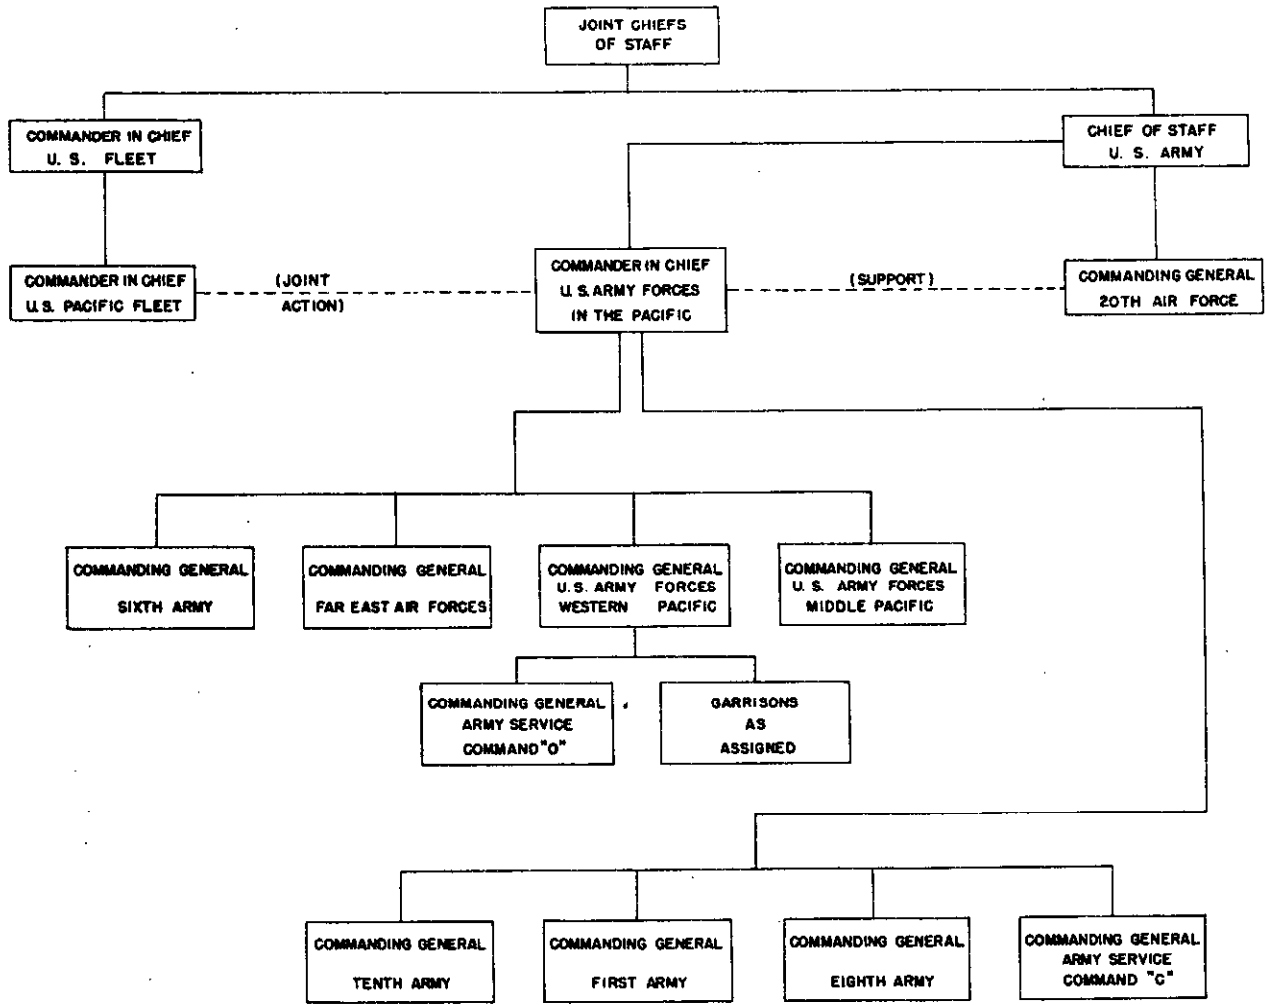 JOINT CHIEFS
OF STAFF
COMMANDER IN CHIEF
U. S. FLEET
CHIEF OF STAFF
U. S. ARMY
COMMANDER IN CHIEF
U.S. PACIFIC FLEET
(JOINT
ACTION)
COMMANDER IN CHIEF
U. S. ARMY FORCES
IN THE PACIFIC
(SUPPORT)
COMMANDING GENERAL
20TH AIR FORCE
COMMANDING GENERAL
SIXTH ARMY
COMMANDING GENERAL
FAR EAST AIR FORCES
COMMANDING GENERAL
U. S. ARMY FORCES
WESTERN PACIFIC
COMMANDING GENERAL
U. S. ARMY FORCES
MIDDLE PACIFIC
COMMANDING GENERAL
ARMY SERVICE
COMMAND "O"
GARRISONS
AS
ASSIGNED
COMMANDING GENERAL
TENTH ARMY
COMMANDING GENERAL
FIRST ARMY
COMMANDING GENERAL
EIGHTH ARMY
COMMANDING GENERAL
ARMY SERVICE
COMMAND "C"